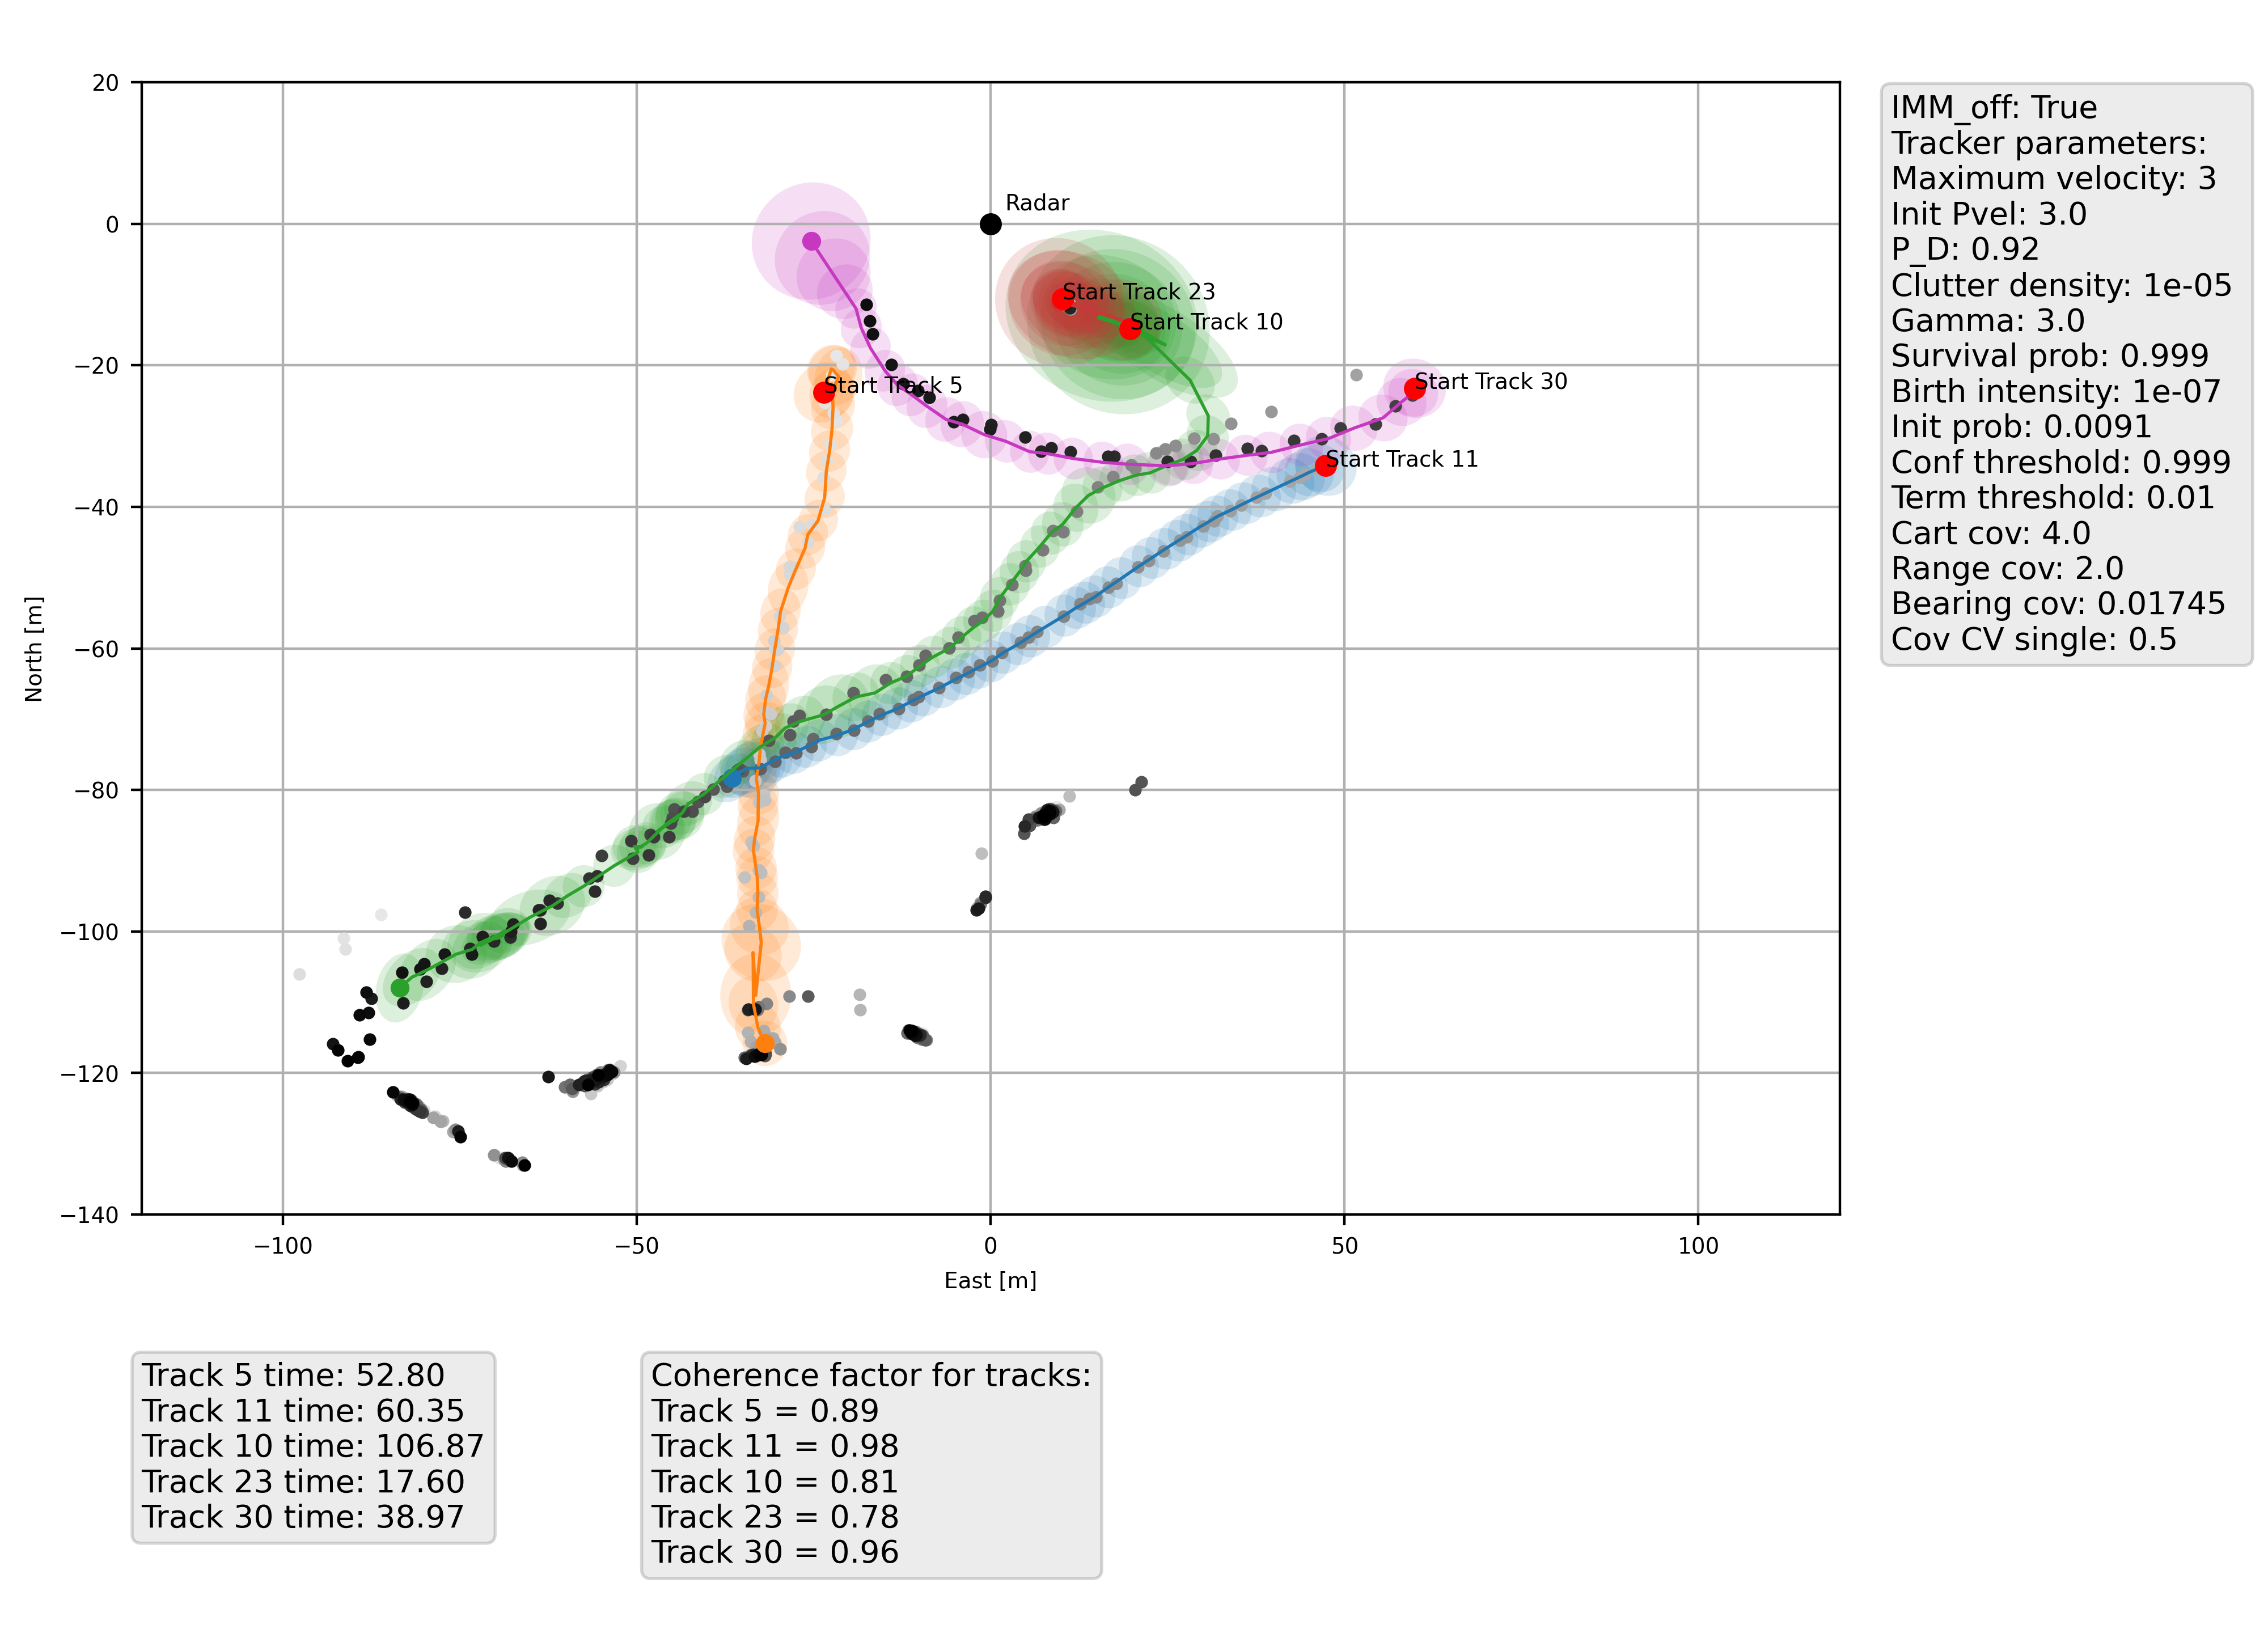 20
0
−20
−40
−60
−80
−100
−120
−140
North [m]
−100
−50
0
50
100
East [m]
Radar
Start Track 23
Start Track 10
Start Track 5
Start Track 30
Start Track 11
IMM_off: True
Tracker parameters:
Maximum velocity: 3
Init Pvel: 3.0
P_D: 0.92
Clutter density: 1e-05
Gamma: 3.0
Survival prob: 0.999
Birth intensity: 1e-07
Init prob: 0.0091
Conf threshold: 0.999
Term threshold: 0.01
Cart cov: 4.0
Range cov: 2.0
Bearing cov: 0.01745
Cov CV single: 0.5
Track 5 time: 52.80
Track 11 time: 60.35
Track 10 time: 106.87
Track 23 time: 17.60
Track 30 time: 38.97
Coherence factor for tracks:
Track 5 = 0.89
Track 11 = 0.98
Track 10 = 0.81
Track 23 = 0.78
Track 30 = 0.96